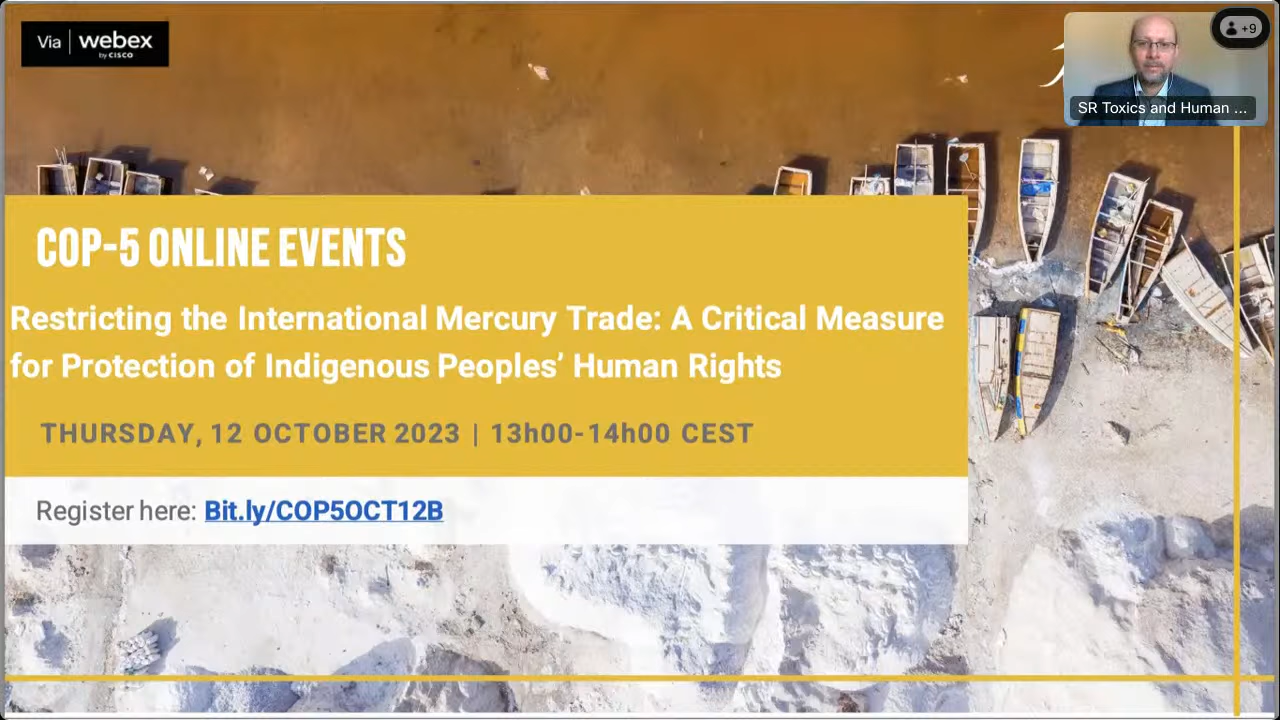 Via | webex
by CISCO
+9
SR Toxics and Human ...
COP-5 ONLINE EVENTS
Restricting the International Mercury Trade: A Critical Measure
for Protection of Indigenous Peoples’ Human Rights
THURSDAY, 12 OCTOBER 2023 | 13h00-14h00 CEST
Register here: Bit.ly/COP5OCT12B